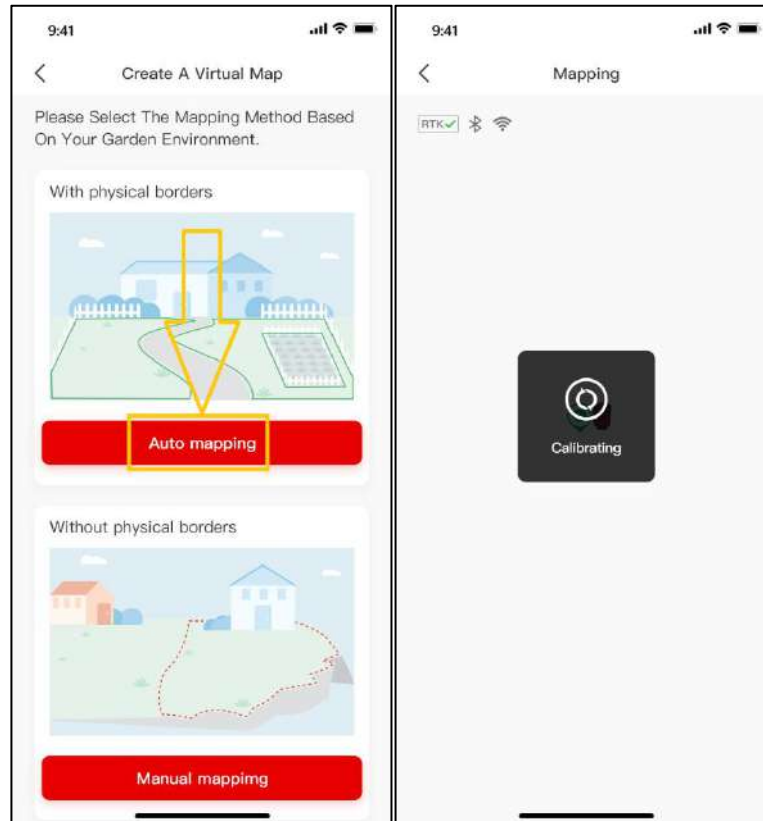 9:41
Create A Virtual Map
Please Select The Mapping Method Based
On Your Garden Environment.
With physical borders
Auto mapping
Without physical borders
Manual mappimg
9:41
Mapping
RTK
Calibrating